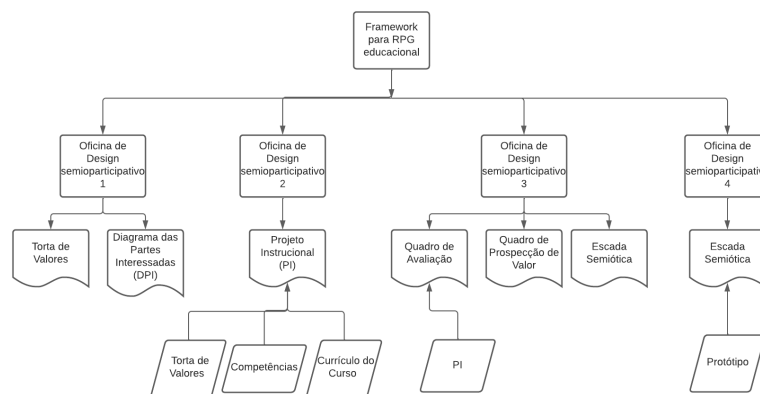 Framework
para RPG
educacional
Oficina de
Design
semioparticipativo
1
Oficina de
Design
semioparticipativo
2
Oficina de
Design
semioparticipativo
3
Oficina de
Design
semioparticipativo
4
Torta de
Valores
Diagrama das
Partes
Interessadas
(DPI)
Projeto
Instrucional
(PI)
Quadro de
Avaliação
Quadro de
Prospecção de
Valor
Escada
Semiótica
Escada
Semiótica
Torta de
Valores
Competências
Currículo do
Curso
PI
Protótipo